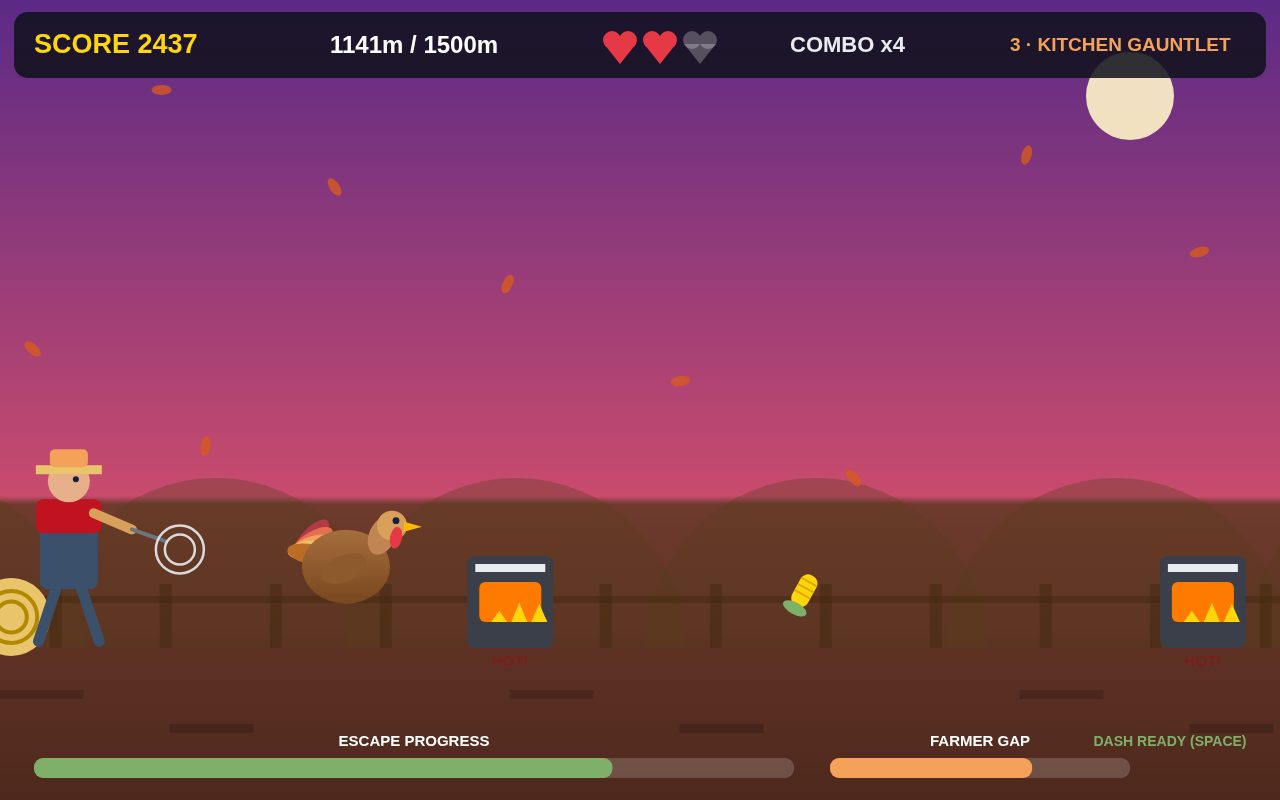 SCORE 2437
1141m / 1500m
COMBO x4
3 · KITCHEN GAUNTLET
HOT!
HOT!
ESCAPE PROGRESS
FARMER GAP
DASH READY (SPACE)